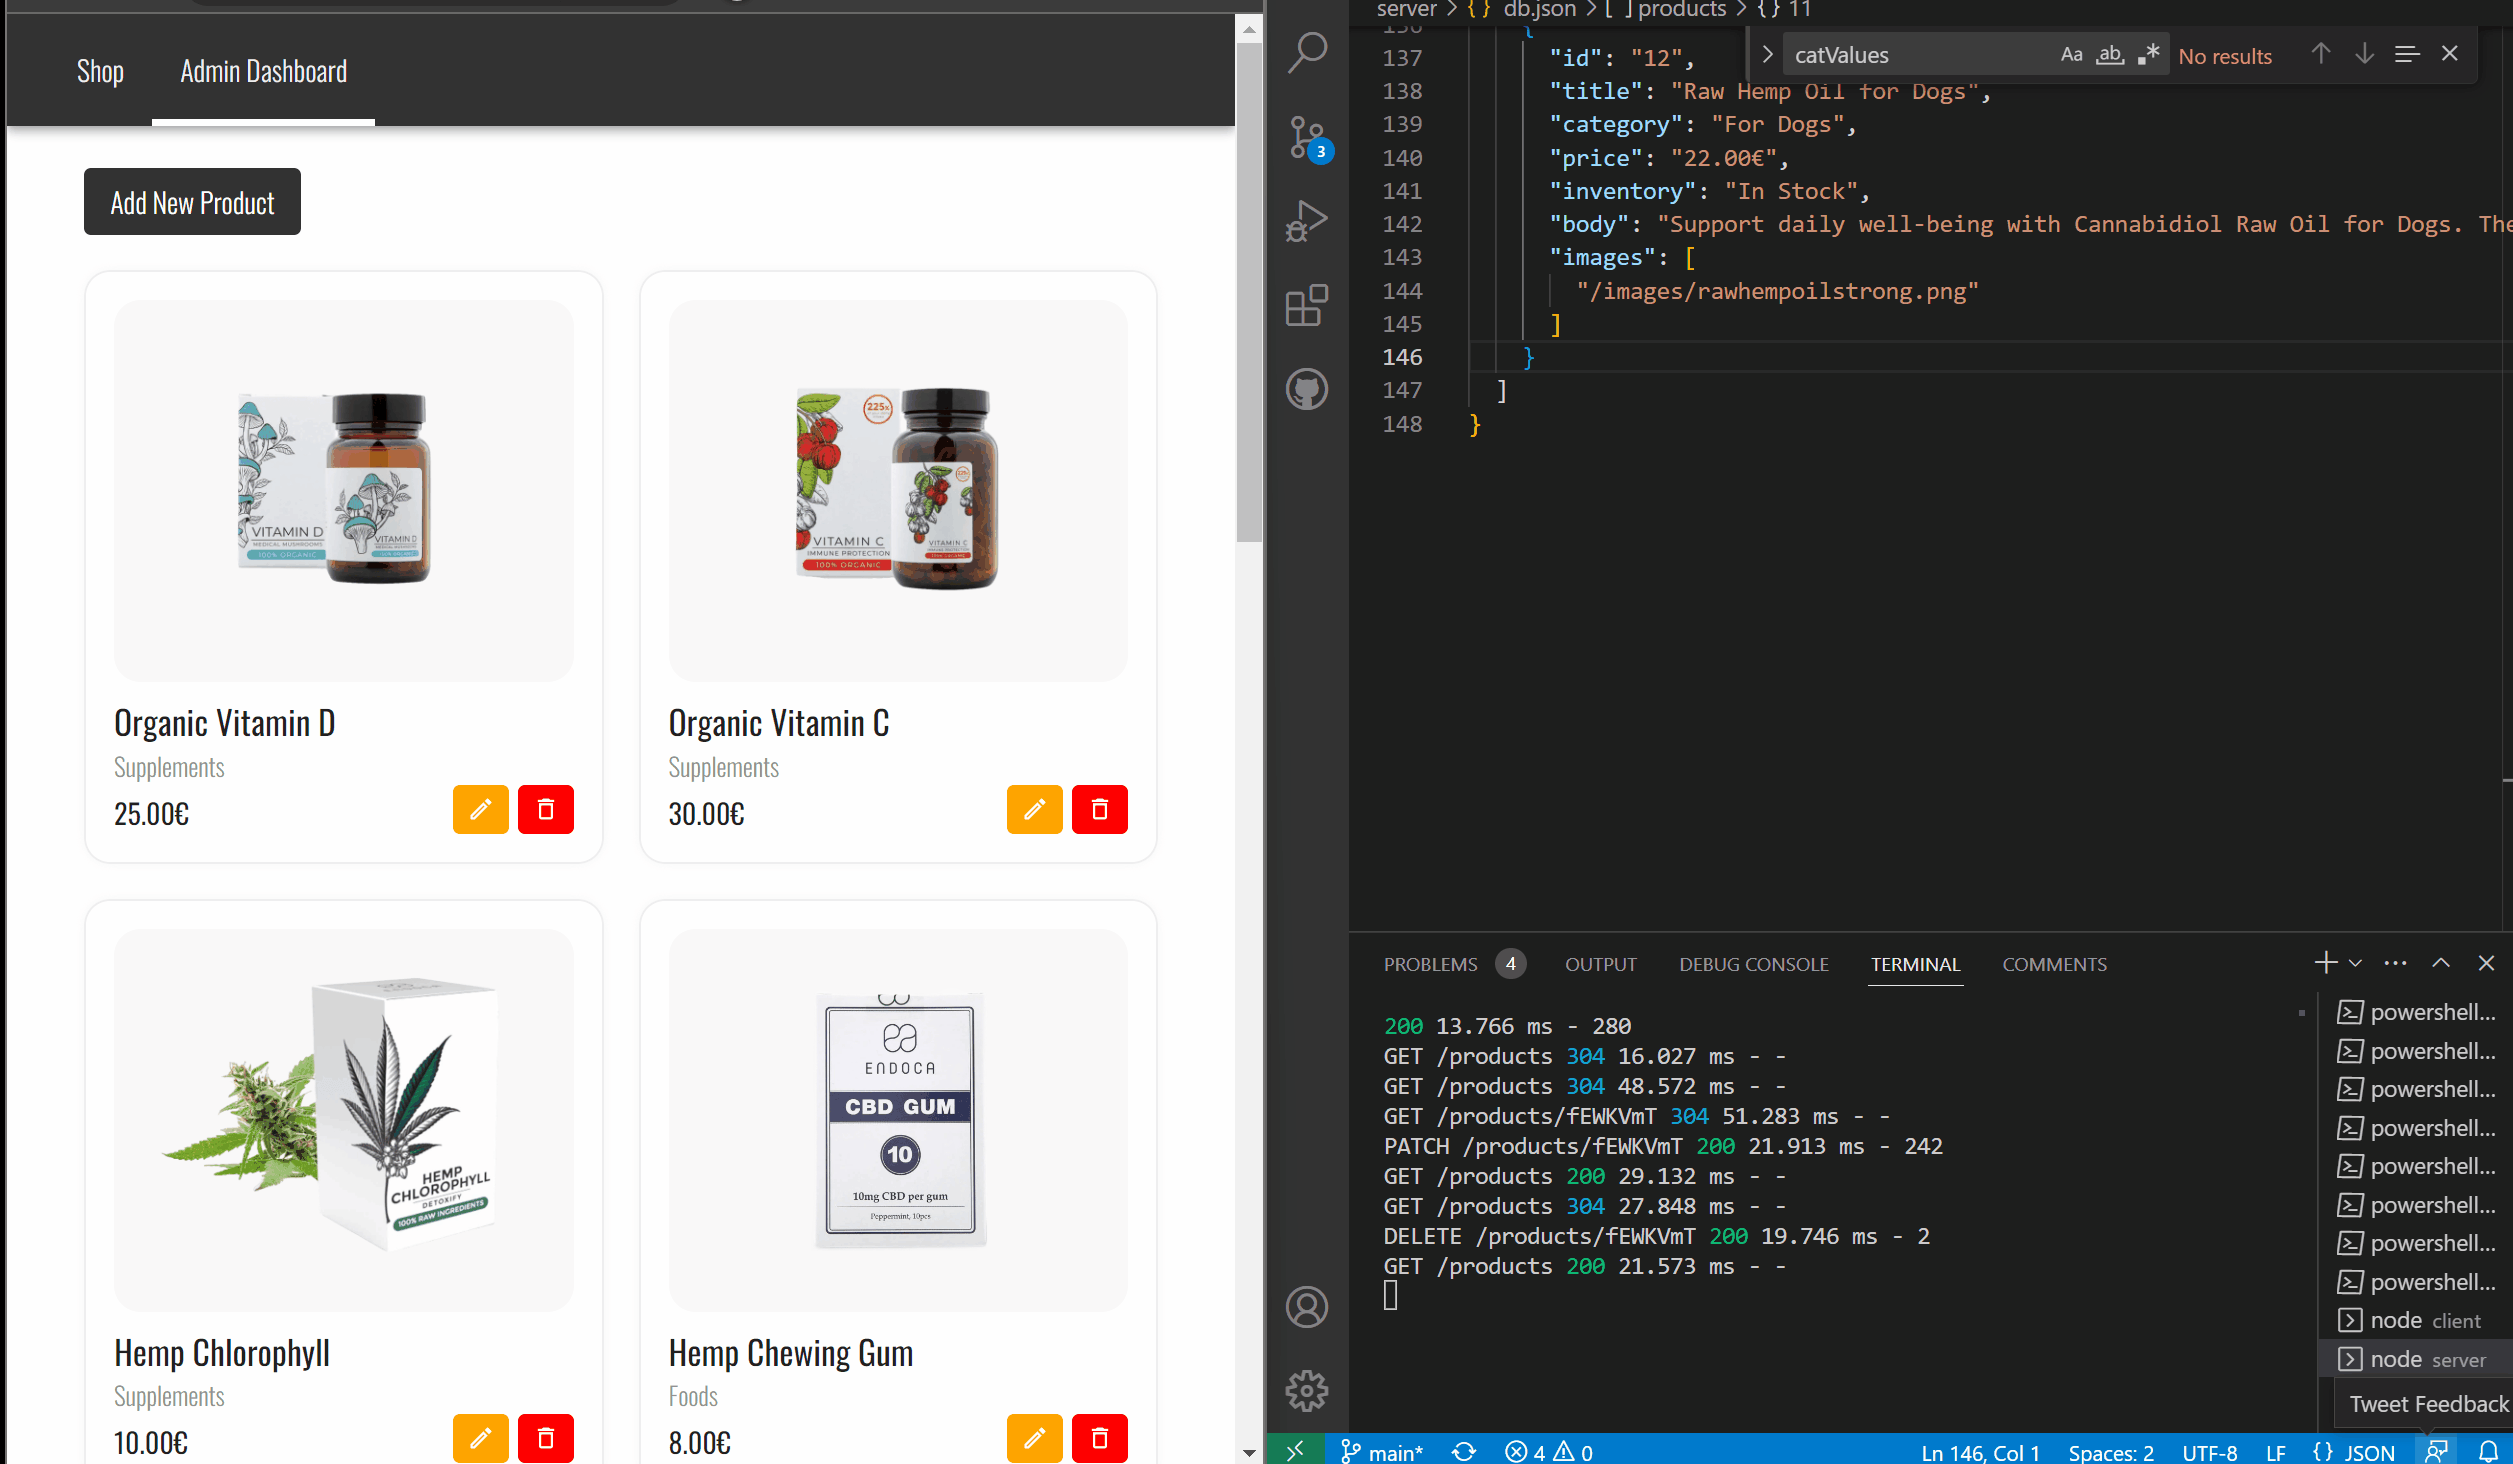 Shop
Admin Dashboard
Add New Product
VITAMIN D
MEDICAL MUSHROOMS
100% ORGANIC
VITAMIN D
225x
VITAMIN C
IMMUNE PROTECTION
100% ORGANIC
VITAMIN C
Organic Vitamin D
Supplements
25.00€
Organic Vitamin C
Supplements
30.00€
HEMP
CHLOROPHYLL
DETOXIFY
100% RAW INGREDIENTS
ENDOCA
CBD GUM
10
10mg CBD per gum
Peppermint, 10pcs
Hemp Chlorophyll
Supplements
10.00€
Hemp Chewing Gum
Foods
8.00€
3
server > {} db.json > [ ] products > {} 11
catValues
Aa ab .* No results
136 {
137 "id": "12",
138 "title": "Raw Hemp Oil for Dogs",
139 "category": "For Dogs",
140 "price": "22.00€",
141 "inventory": "In Stock",
142 "body": "Support daily well-being with Cannabidiol Raw Oil for Dogs. The
143 "images": [
144 "/images/rawhempoilstrong.png"
145 ]
146 }
147 ]
148 }
PROBLEMS 4 OUTPUT DEBUG CONSOLE TERMINAL COMMENTS
200 13.766 ms - 280
GET /products 304 16.027 ms - -
GET /products 304 48.572 ms - -
GET /products/fEWKVmT 304 51.283 ms - -
PATCH /products/fEWKVmT 200 21.913 ms - 242
GET /products 200 29.132 ms - -
GET /products 304 27.848 ms - -
DELETE /products/fEWKVmT 200 19.746 ms - 2
GET /products 200 21.573 ms - -
powershell...
powershell...
powershell...
powershell...
powershell...
powershell...
powershell...
powershell...
node client
node server
Tweet Feedback
main* 4 0 Ln 146, Col 1 Spaces: 2 UTF-8 LF {} JSON